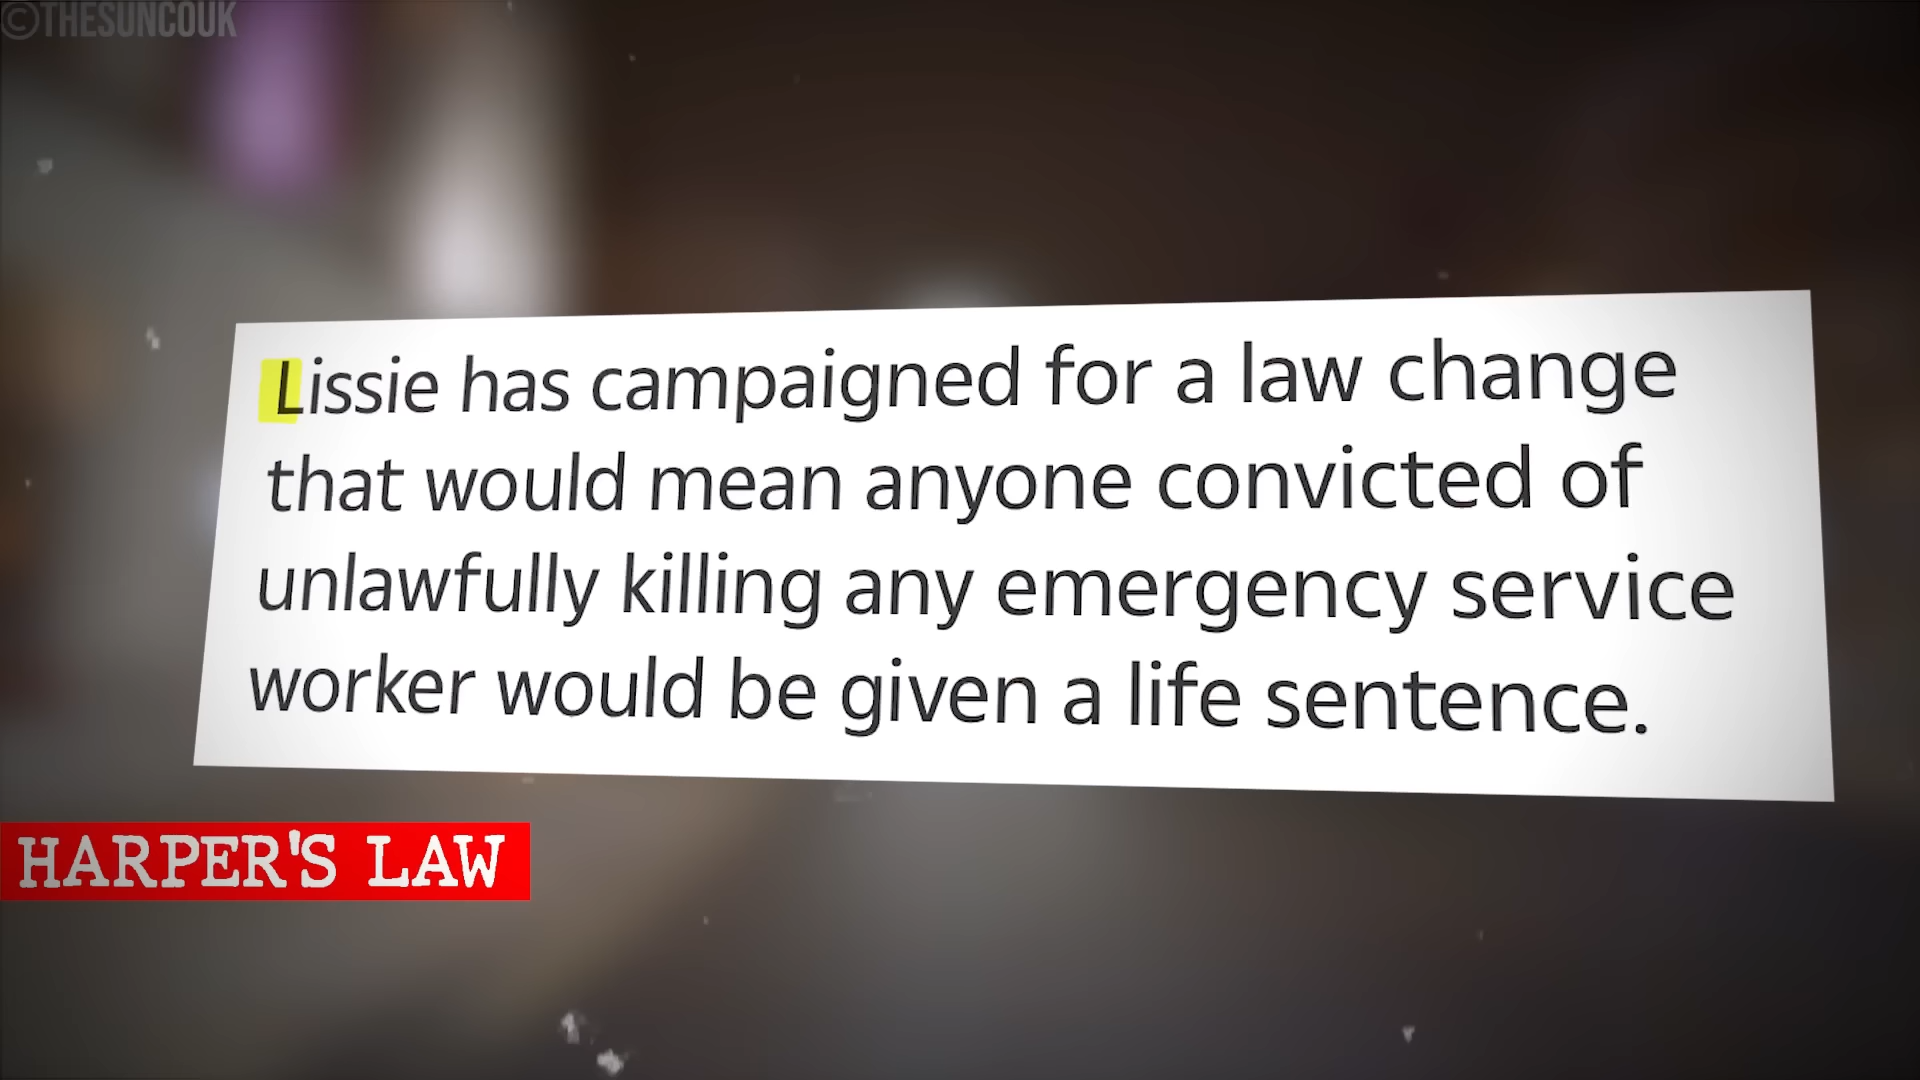 ©THESUNCOUK
Lissie has campaigned for a law change
that would mean anyone convicted of
unlawfully killing any emergency service
worker would be given a life sentence.
HARPER'S LAW